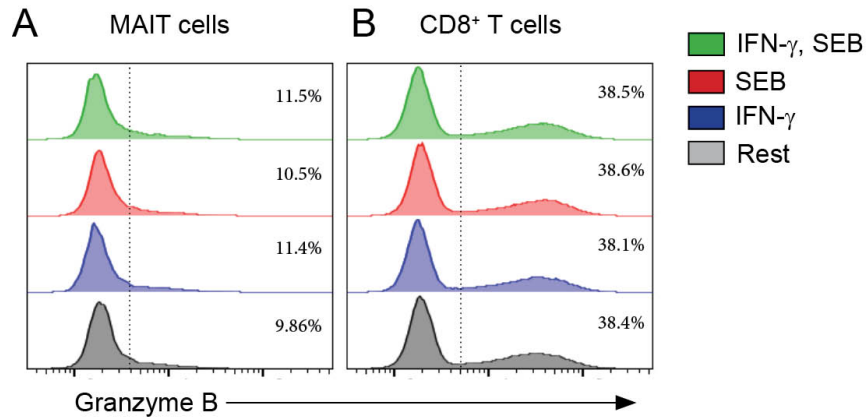 A MAIT cells
B CD8⁺ T cells
IFN-γ, SEB
SEB
IFN-γ
Rest
11.5%
10.5%
11.4%
9.86%
38.5%
38.6%
38.1%
38.4%
Granzyme B